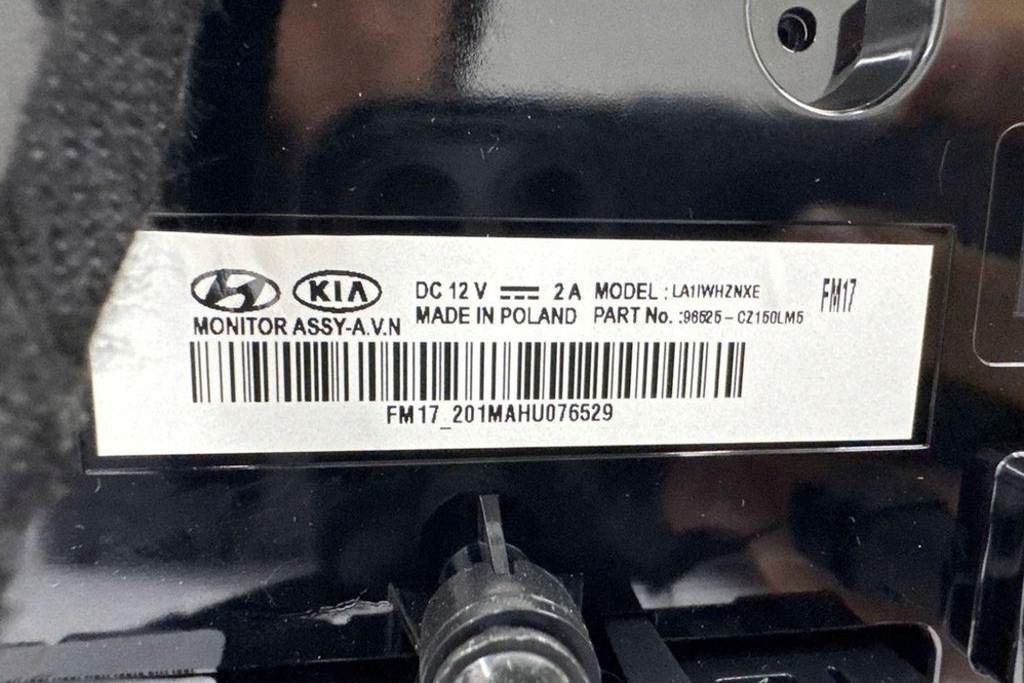 KIA
DC 12 V 2 A MODEL : LA1IWHZNXE
FM17
MONITOR ASSY-A.V.N
MADE IN POLAND PART No. :96525-CZ150LM5
FM17_201MAHU076529